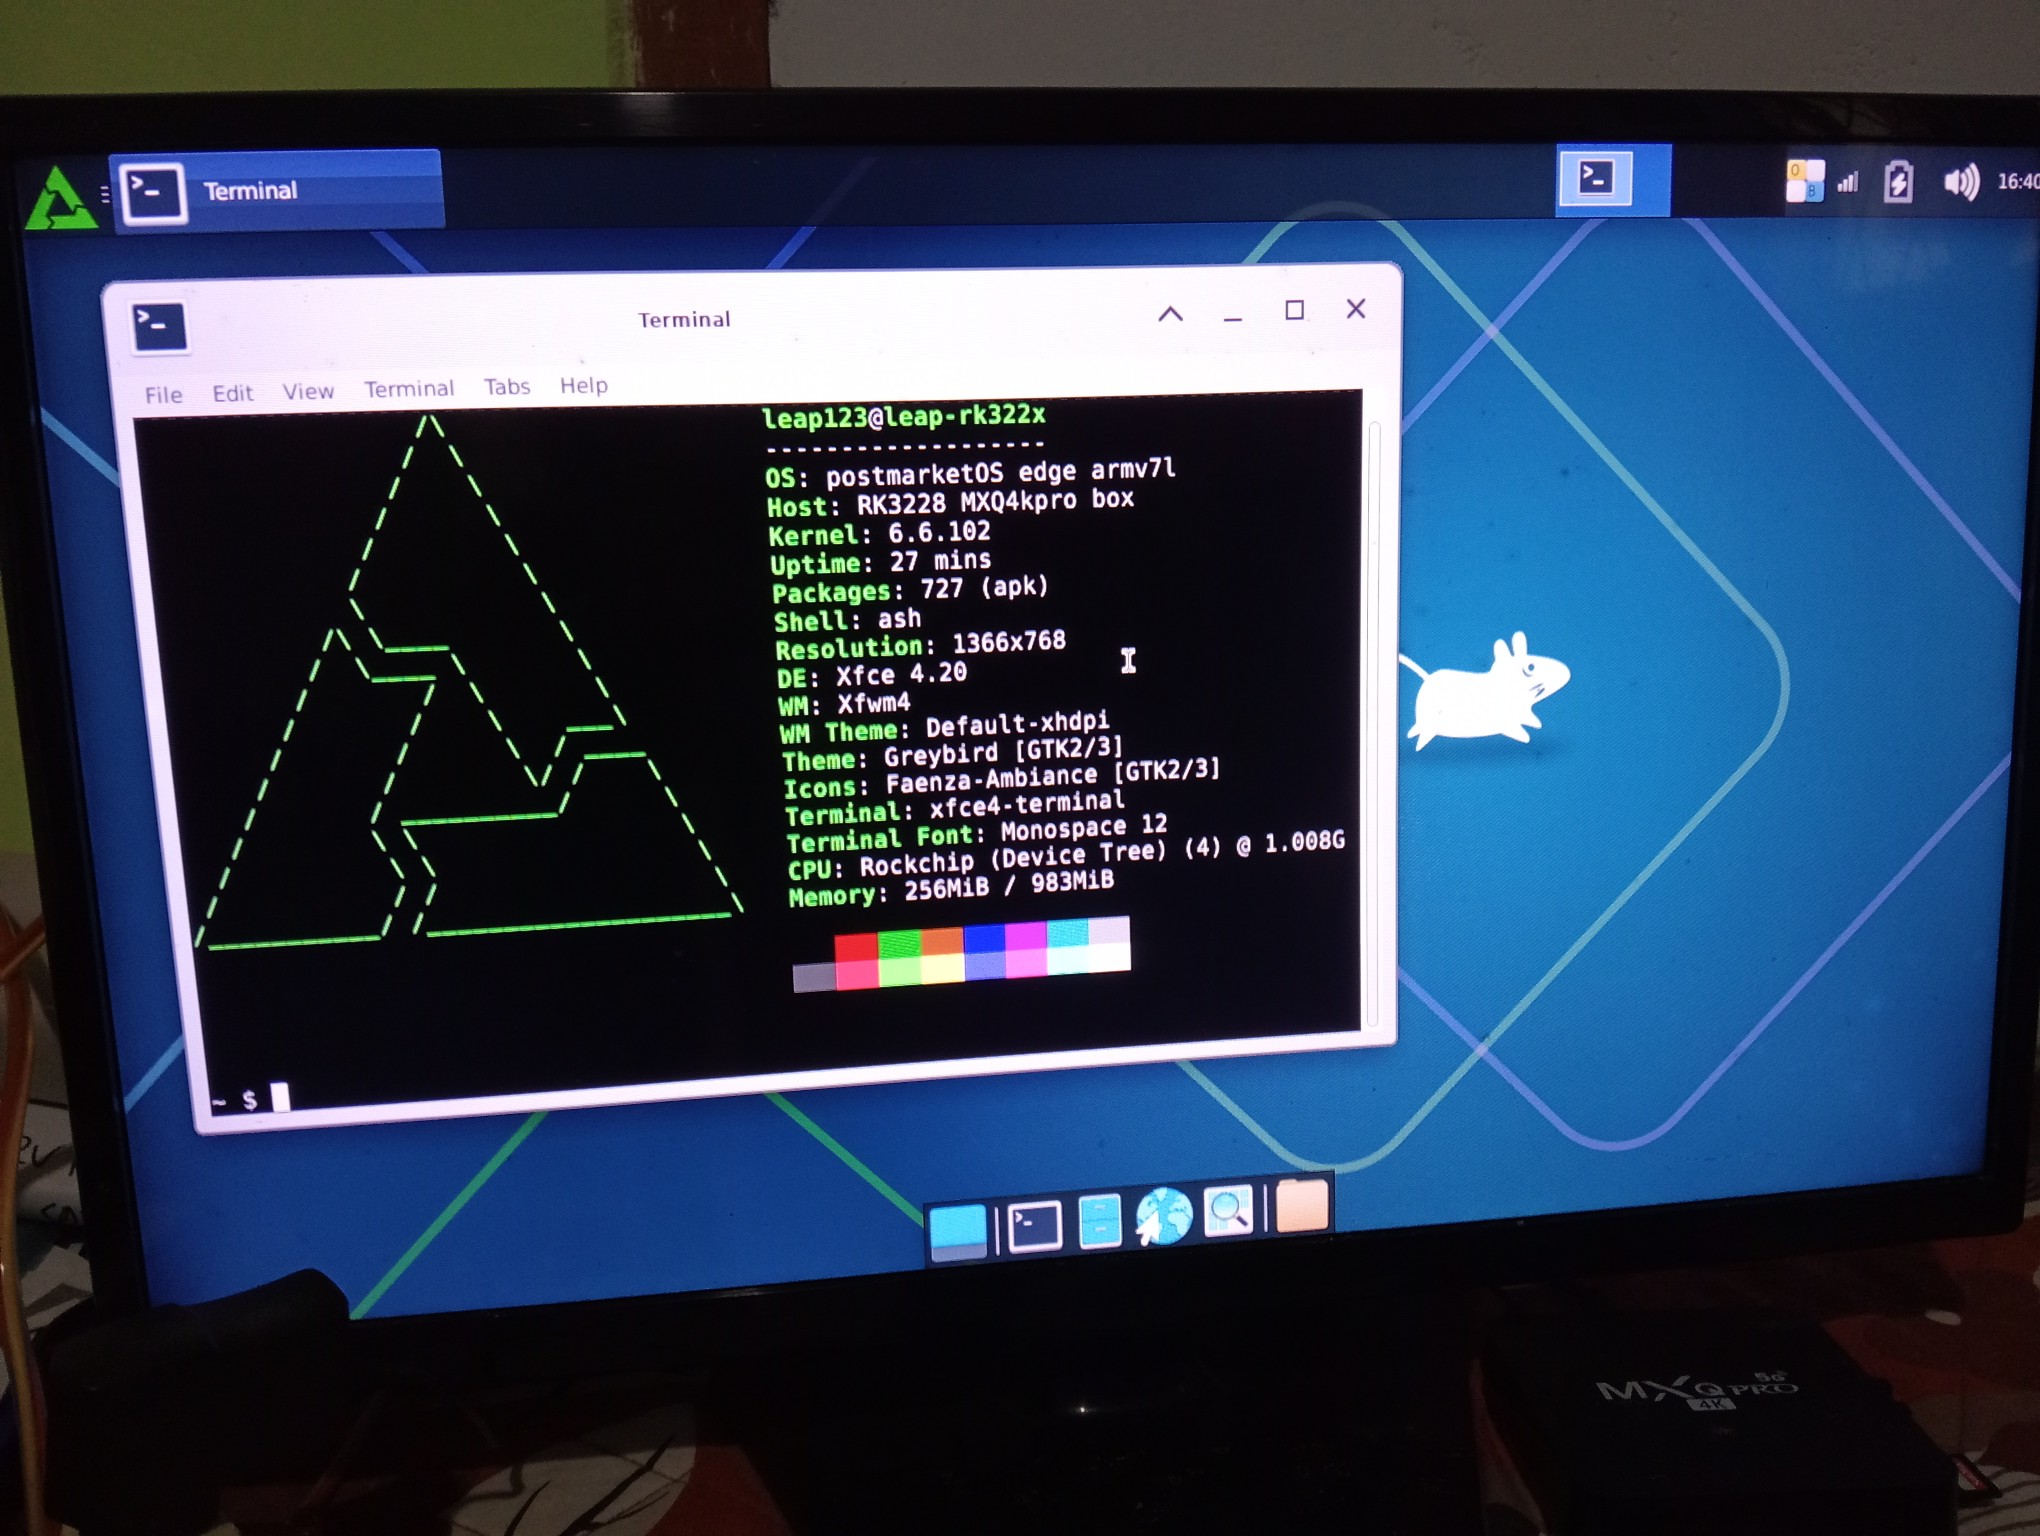 Terminal
16:40
Terminal
File Edit View Terminal Tabs Help
leap123@leap-rk322x
-------------------
OS: postmarketOS edge armv7l
Host: RK3228 MXQ4kpro box
Kernel: 6.6.102
Uptime: 27 mins
Packages: 727 (apk)
Shell: ash
Resolution: 1366x768
DE: Xfce 4.20
WM: Xfwm4
WM Theme: Default-xhdpi
Theme: Greybird [GTK2/3]
Icons: Faenza-Ambiance [GTK2/3]
Terminal: xfce4-terminal
Terminal Font: Monospace 12
CPU: Rockchip (Device Tree) (4) @ 1.008G
Memory: 256MiB / 983MiB
~ $
MXQ PRO 5G
4K